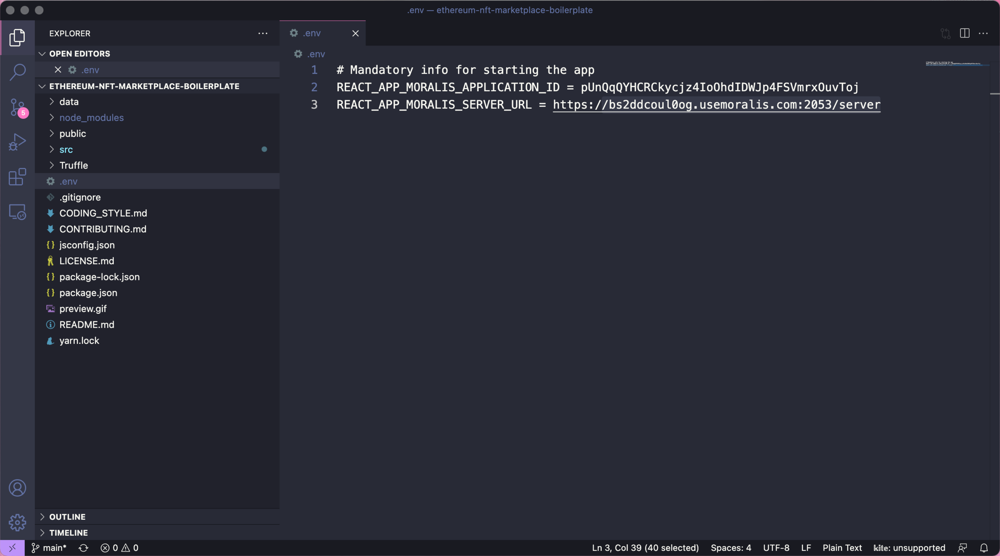 .env — ethereum-nft-marketplace-boilerplate
EXPLORER
.env
OPEN EDITORS
.env
.env
ETHEREUM-NFT-MARKETPLACE-BOILERPLATE
data
node_modules
public
src
Truffle
.env
.gitignore
CODING_STYLE.md
CONTRIBUTING.md
jsconfig.json
LICENSE.md
package-lock.json
package.json
preview.gif
README.md
yarn.lock
5
1 # Mandatory info for starting the app
2 REACT_APP_MORALIS_APPLICATION_ID = pUnQqQYHCRCkycjz4IoOhdIDWJp4FSVmrxOuvToj
3 REACT_APP_MORALIS_SERVER_URL = https://bs2ddcoul0og.usemoralis.com:2053/server
OUTLINE
TIMELINE
main* 0 0 Ln 3, Col 39 (40 selected) Spaces: 4 UTF-8 LF Plain Text kite: unsupported